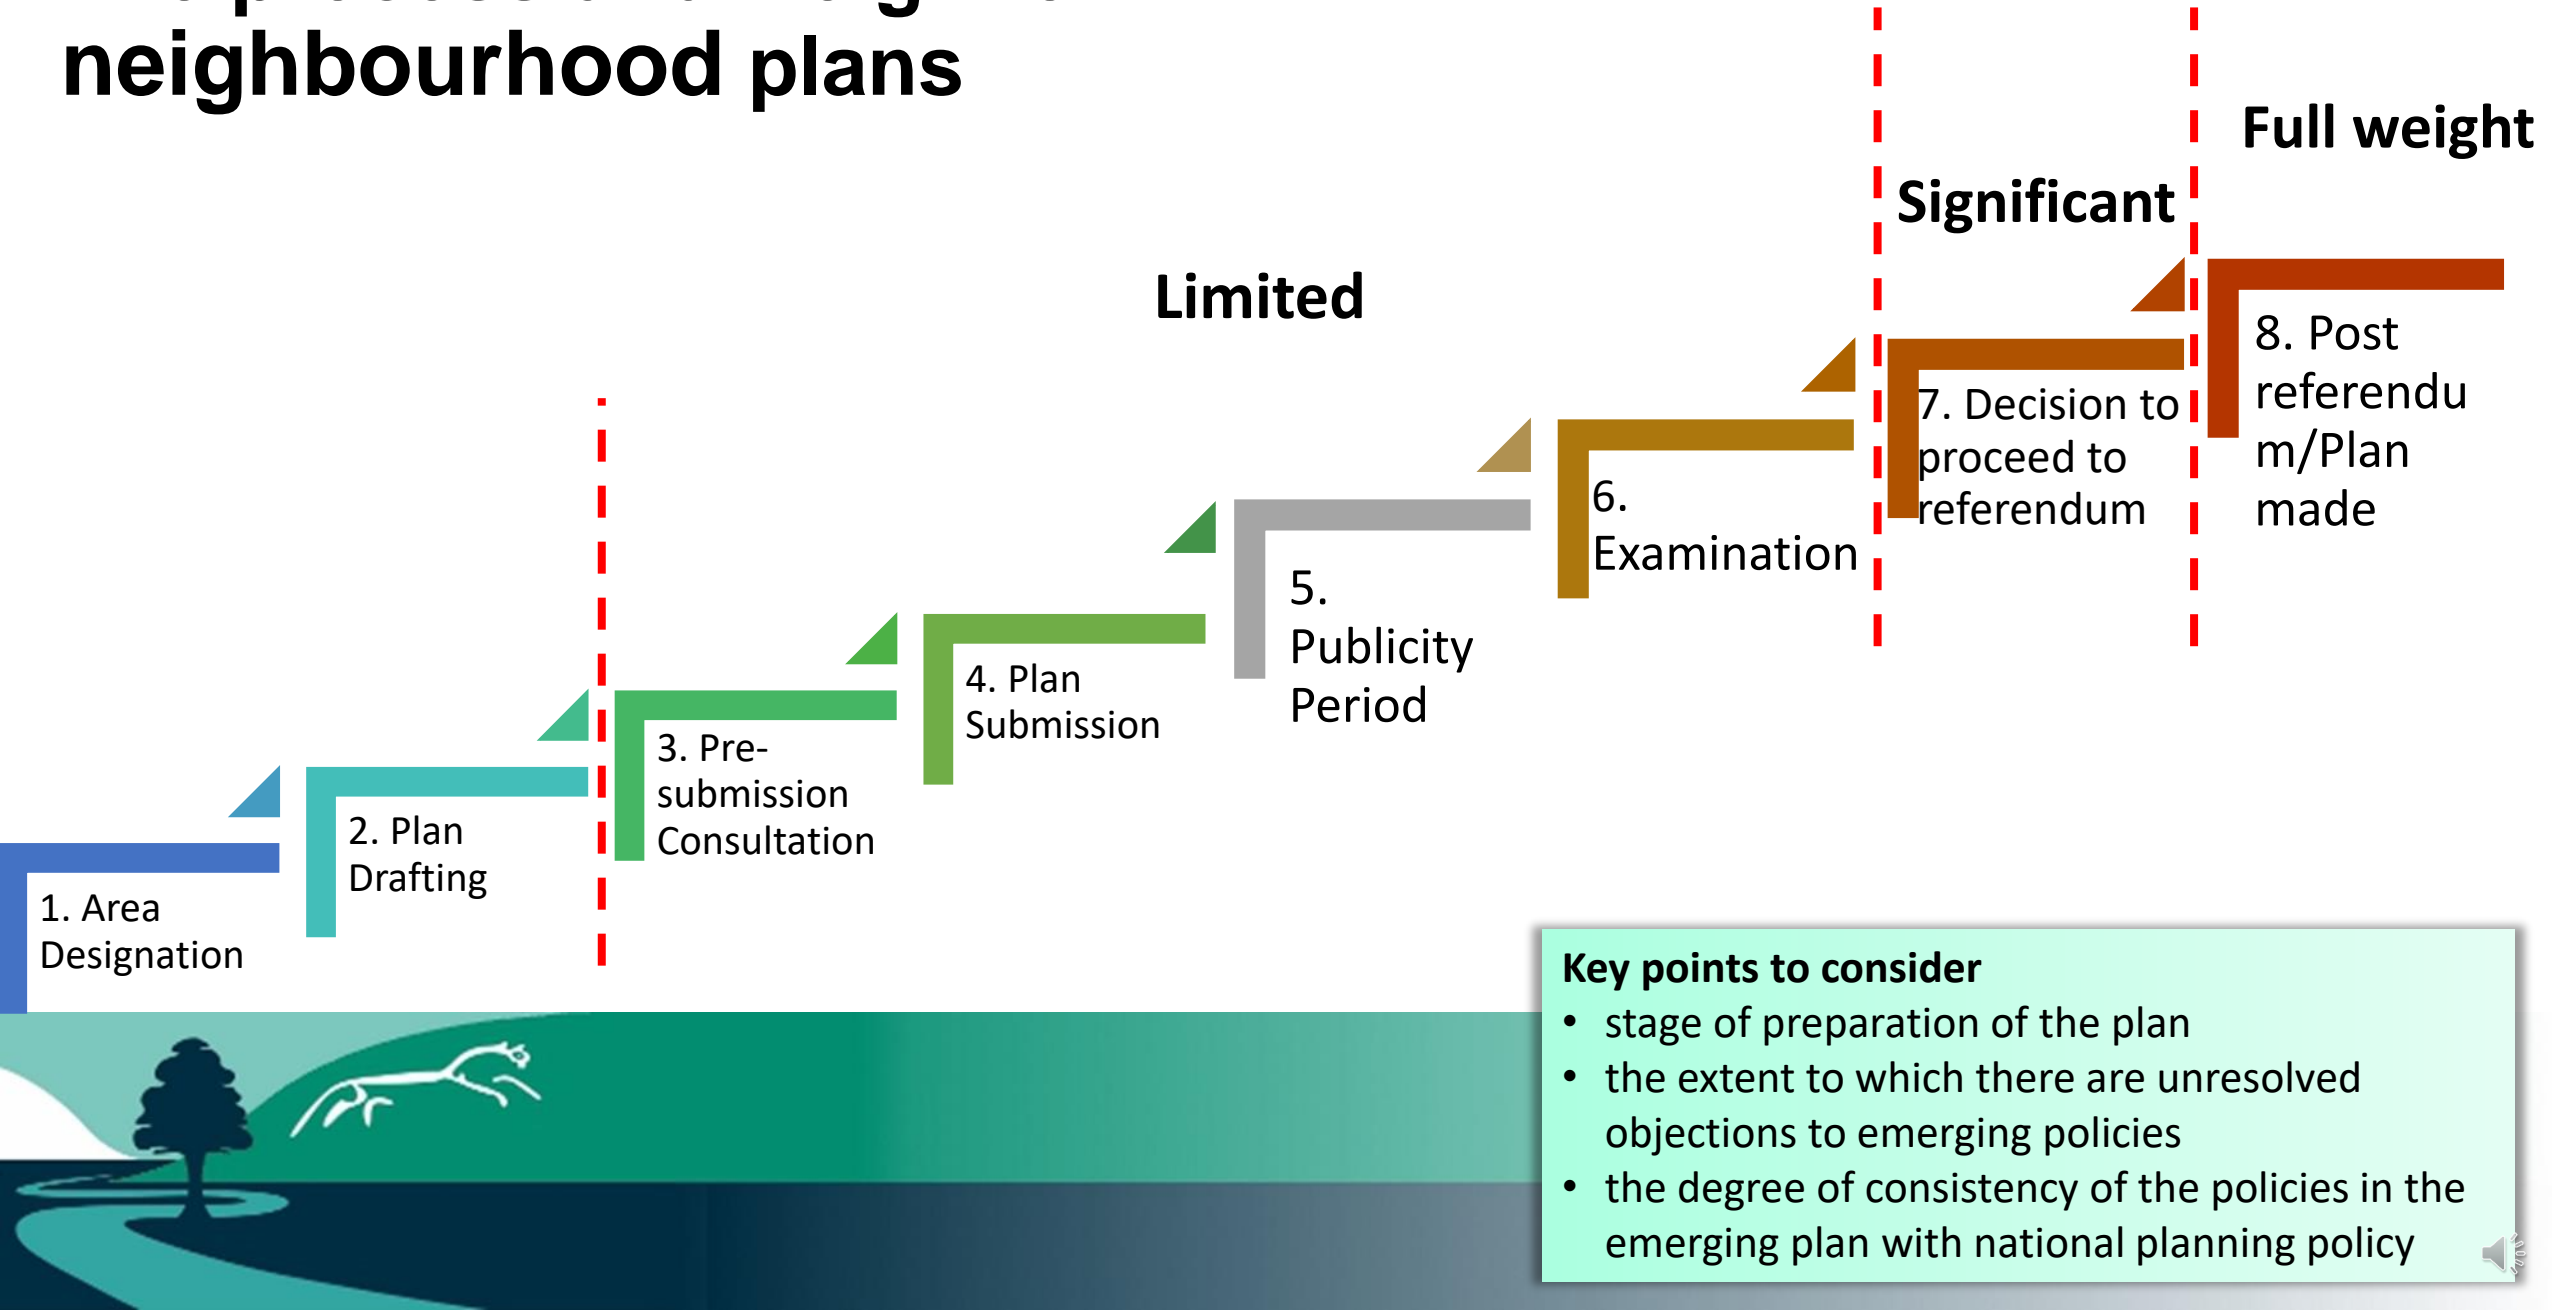 neighbourhood plans
Full weight
Significant
Limited
8. Post
referendu
m/Plan
made
7. Decision to
proceed to
referendum
6.
Examination
5.
Publicity
Period
4. Plan
Submission
3. Pre-
submission
Consultation
2. Plan
Drafting
1. Area
Designation
Key points to consider
• stage of preparation of the plan
• the extent to which there are unresolved
objections to emerging policies
• the degree of consistency of the policies in the
emerging plan with national planning policy